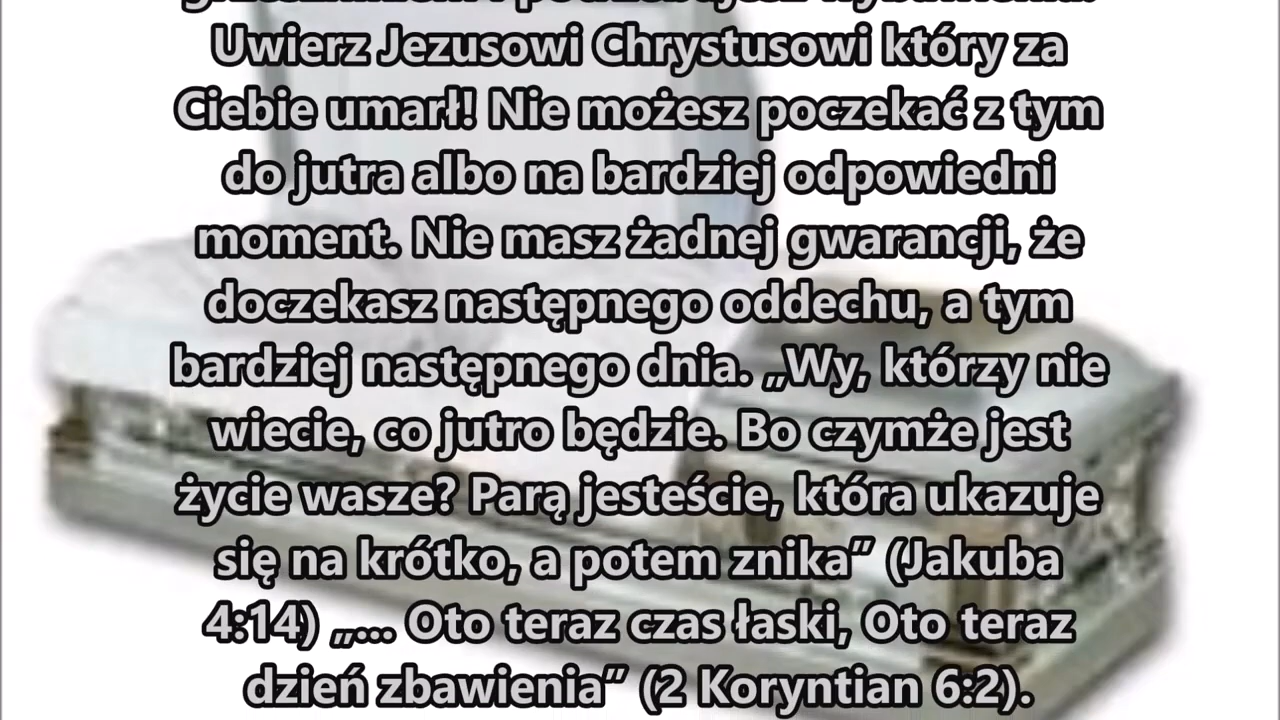 Uwierz Jezusowi Chrystusowi który za
Ciebie umarł! Nie możesz poczekać z tym
do jutra albo na bardziej odpowiedni
moment. Nie masz żadnej gwarancji, że
doczekasz następnego oddechu, a tym
bardziej następnego dnia. „Wy, którzy nie
wiecie, co jutro będzie. Bo czymże jest
życie wasze? Parą jesteście, która ukazuje
się na krótko, a potem znika” (Jakuba
4:14) „... Oto teraz czas łaski, Oto teraz
dzień zbawienia” (2 Koryntian 6:2).